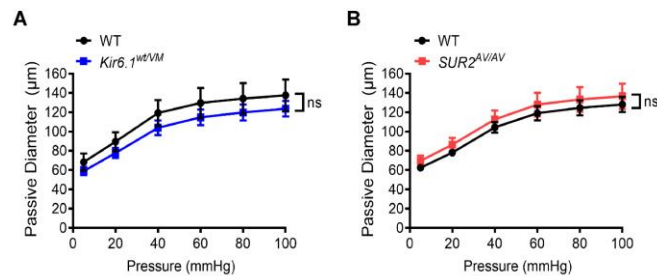 A
WT
Kir6.1wt/VM
Passive Diameter (μm)
160
140
120
100
80
60
40
20
0
0 20 40 60 80 100
Pressure (mmHg)
ns
B
WT
SUR2AV/AV
Passive Diameter (μm)
160
140
120
100
80
60
40
20
0
0 20 40 60 80 100
Pressure (mmHg)
ns